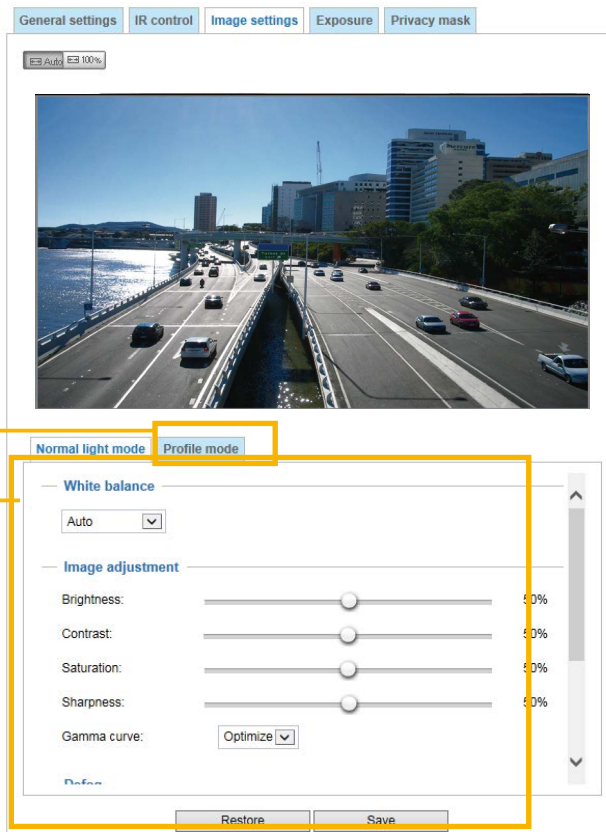 General settings IR control Image settings Exposure Privacy mask
Auto 100%
Normal light mode Profile mode
White balance
Auto
Image adjustment
Brightness: 50%
Contrast: 50%
Saturation: 50%
Sharpness: 50%
Gamma curve: Optimize
Defog
Restore Save